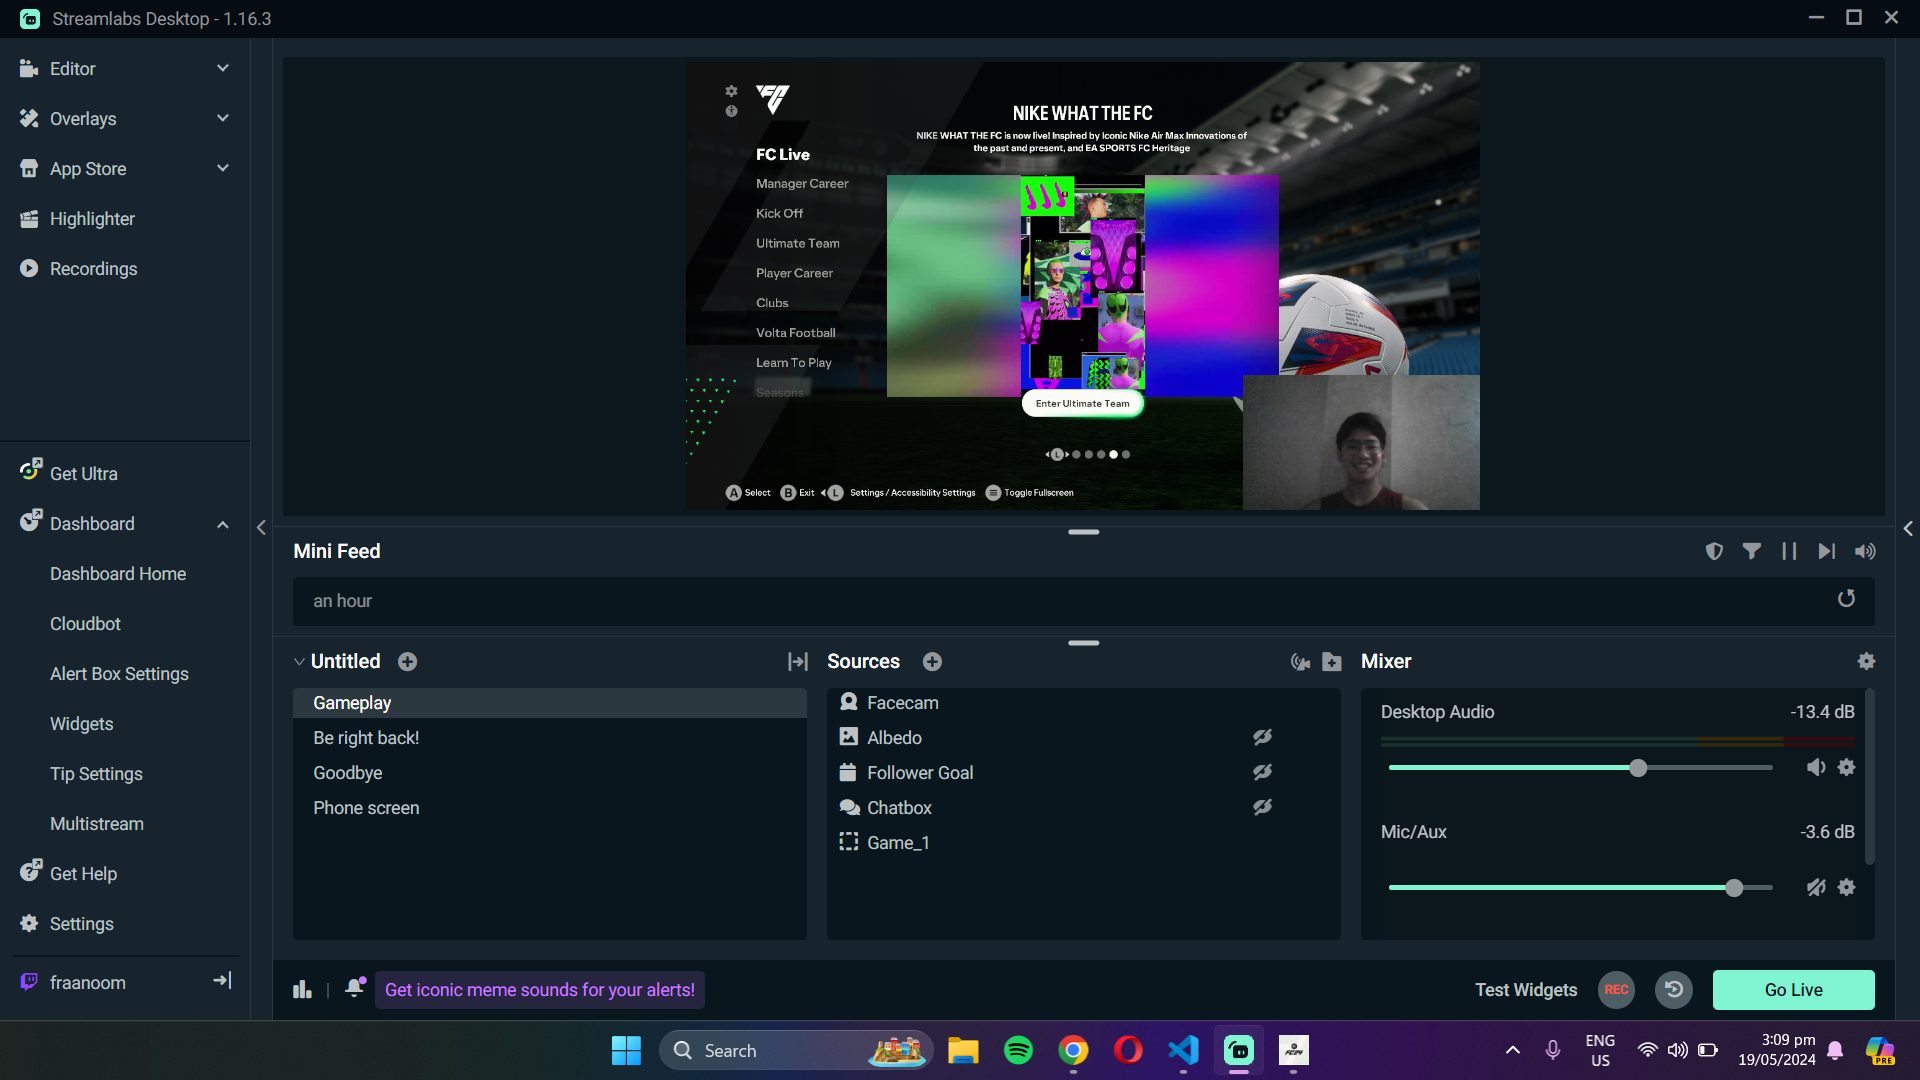 Streamlabs Desktop - 1.16.3
Editor
Overlays
App Store
Highlighter
Recordings
Get Ultra
Dashboard
Dashboard Home
Cloudbot
Alert Box Settings
Widgets
Tip Settings
Multistream
Get Help
Settings
fraanoom
NIKE WHAT THE FC
NIKE WHAT THE FC is now live! Inspired by Iconic Nike Air Max Innovations of
the past and present, and EA SPORTS FC Heritage
FC Live
Manager Career
Kick Off
Ultimate Team
Player Career
Clubs
Volta Football
Learn To Play
Seasons
Enter Ultimate Team
L
A Select
B Exit
L Settings / Accessibility Settings
Toggle Fullscreen
Mini Feed
an hour
Untitled
Gameplay
Be right back!
Goodbye
Phone screen
Sources
Facecam
Albedo
Follower Goal
Chatbox
Game_1
Mixer
Desktop Audio -13.4 dB
Mic/Aux -3.6 dB
Get iconic meme sounds for your alerts!
Test Widgets
REC
Go Live
Search
FC24
ENG
US
3:09 pm
19/05/2024
PRE